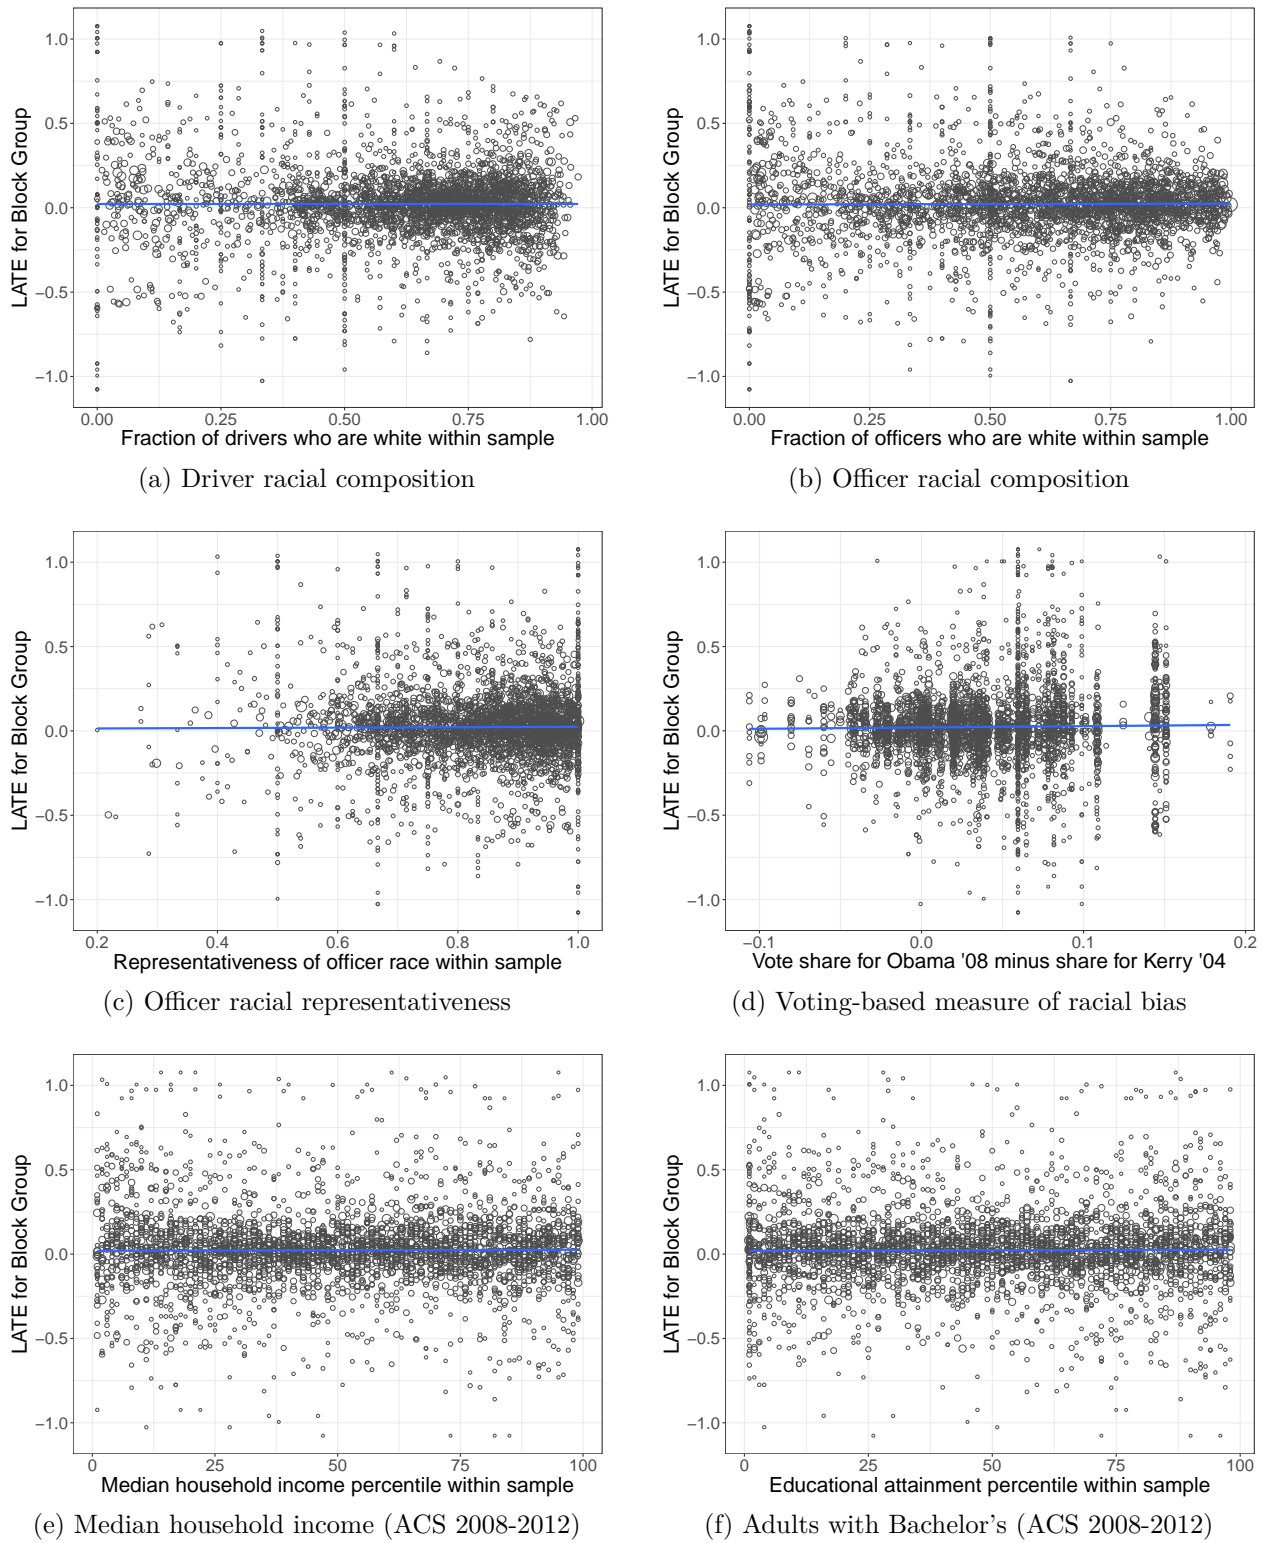 1.0
0.5
0.0
−0.5
−1.0
LATE for Block Group
0.00 0.25 0.50 0.75 1.00
Fraction of drivers who are white within sample
(a) Driver racial composition
1.0
0.5
0.0
−0.5
−1.0
LATE for Block Group
0.00 0.25 0.50 0.75 1.00
Fraction of officers who are white within sample
(b) Officer racial composition
1.0
0.5
0.0
−0.5
−1.0
LATE for Block Group
0.2 0.4 0.6 0.8 1.0
Representativeness of officer race within sample
(c) Officer racial representativeness
1.0
0.5
0.0
−0.5
−1.0
LATE for Block Group
−0.1 0.0 0.1 0.2
Vote share for Obama '08 minus share for Kerry '04
(d) Voting-based measure of racial bias
1.0
0.5
0.0
−0.5
−1.0
LATE for Block Group
0 25 50 75 100
Median household income percentile within sample
(e) Median household income (ACS 2008-2012)
1.0
0.5
0.0
−0.5
−1.0
LATE for Block Group
0 25 50 75 100
Educational attainment percentile within sample
(f) Adults with Bachelor's (ACS 2008-2012)